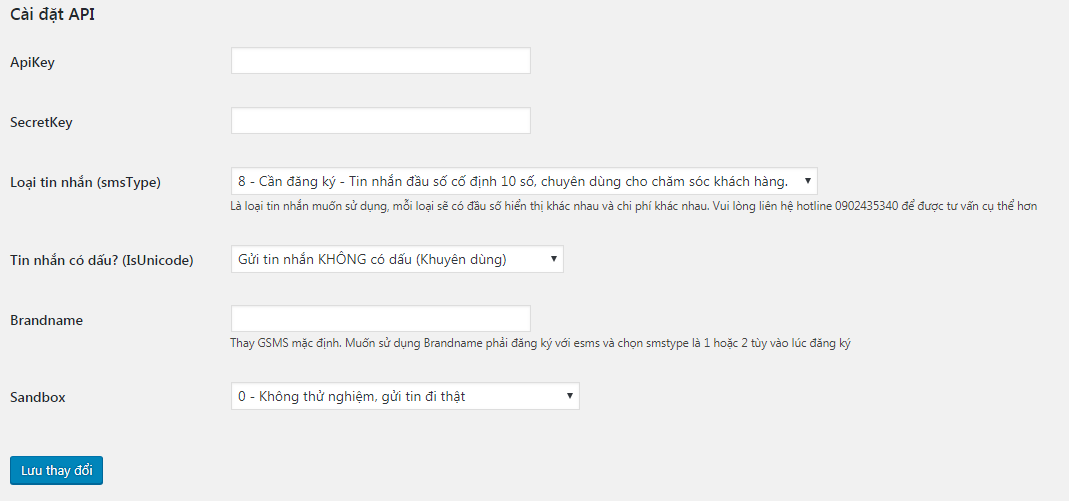 Cài đặt API
ApiKey
SecretKey
Loại tin nhắn (smsType)
8 - Cần đăng ký - Tin nhắn đầu số cố định 10 số, chuyên dùng cho chăm sóc khách hàng.
Là loại tin nhắn muốn sử dụng, mỗi loại sẽ có đầu số hiển thị khác nhau và chi phí khác nhau. Vui lòng liên hệ hotline 0902435340 để được tư vấn cụ thể hơn
Tin nhắn có dấu? (IsUnicode)
Gửi tin nhắn KHÔNG có dấu (Khuyên dùng)
Brandname
Thay GSMS mặc định. Muốn sử dụng Brandname phải đăng ký với esms và chọn smstype là 1 hoặc 2 tùy vào lúc đăng ký
Sandbox
0 - Không thử nghiệm, gửi tin đi thật
Lưu thay đổi